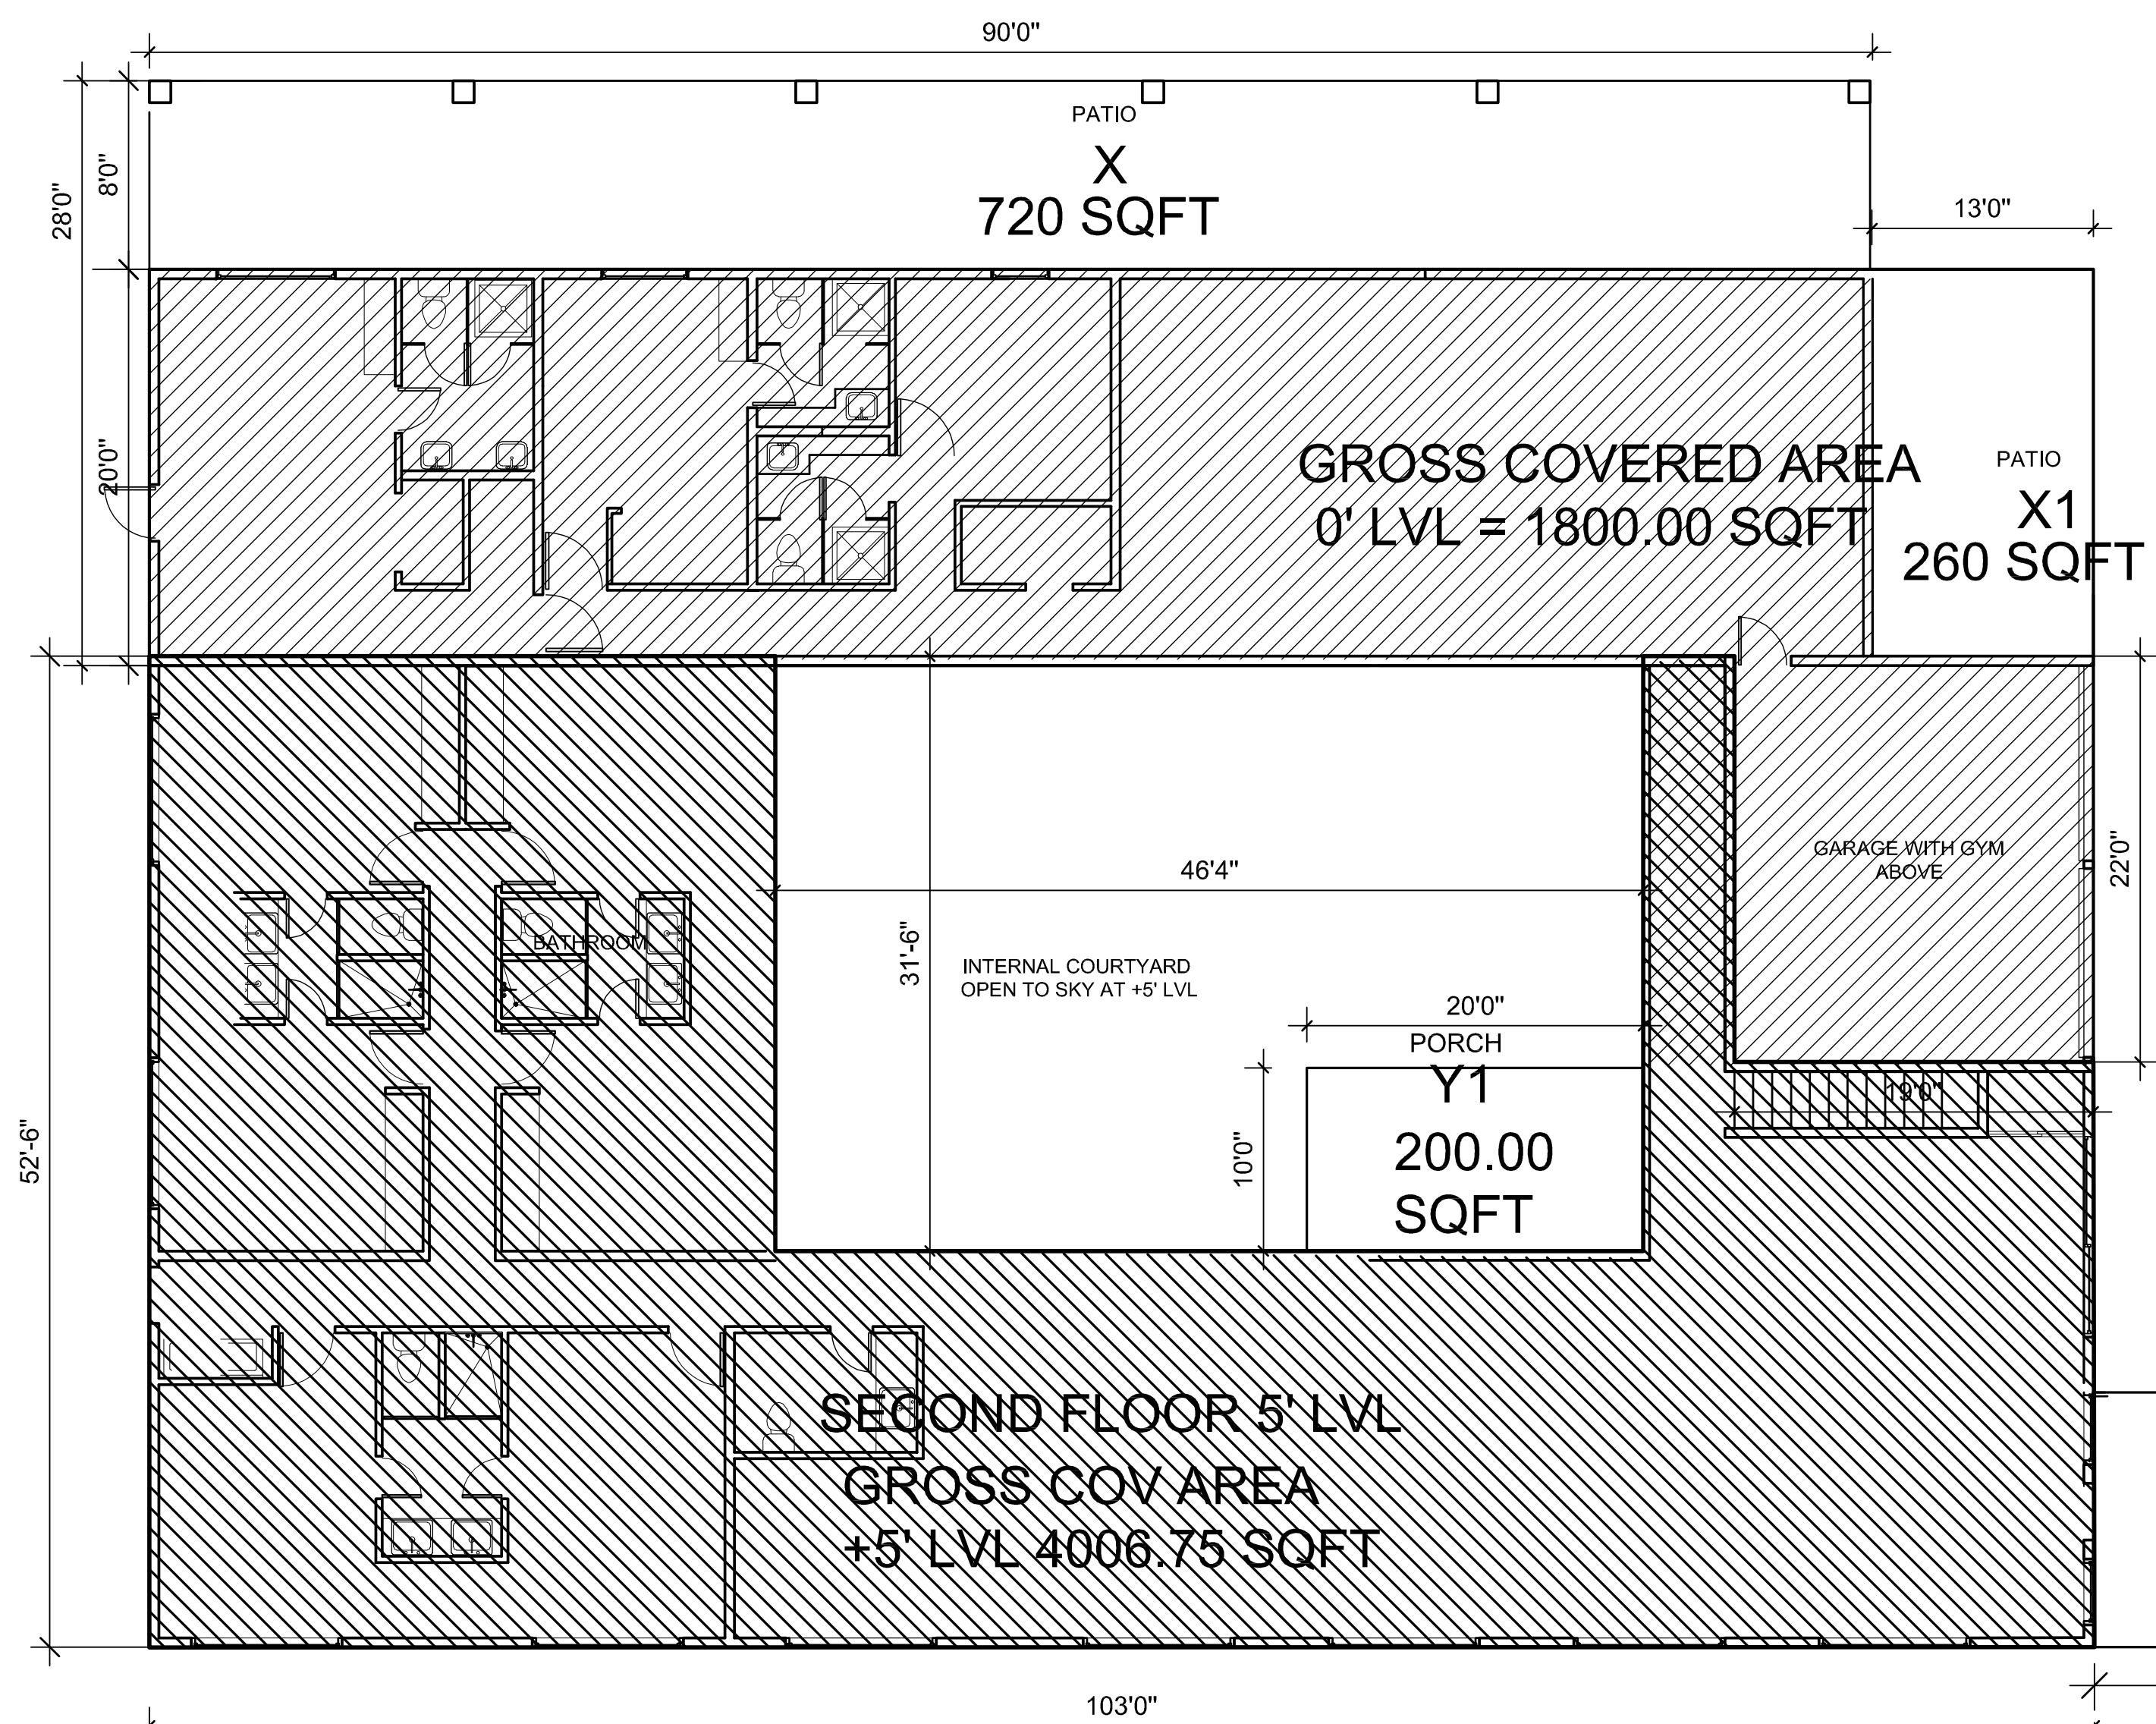 90'0"
PATIO
X
720 SQFT
28'0"
8'0"
13'0"
20'0"
GROSS COVERED AREA
0' LVL = 1800.00 SQFT
PATIO
X1
260 SQFT
GARAGE WITH GYM
ABOVE
22'0"
46'4"
31'-6"
BATHROOM
INTERNAL COURTYARD
OPEN TO SKY AT +5' LVL
20'0"
PORCH
Y1
200.00
SQFT
10'0"
19'0"
52'-6"
SECOND FLOOR 5' LVL
GROSS COV AREA
+5' LVL 4006.75 SQFT
103'0"